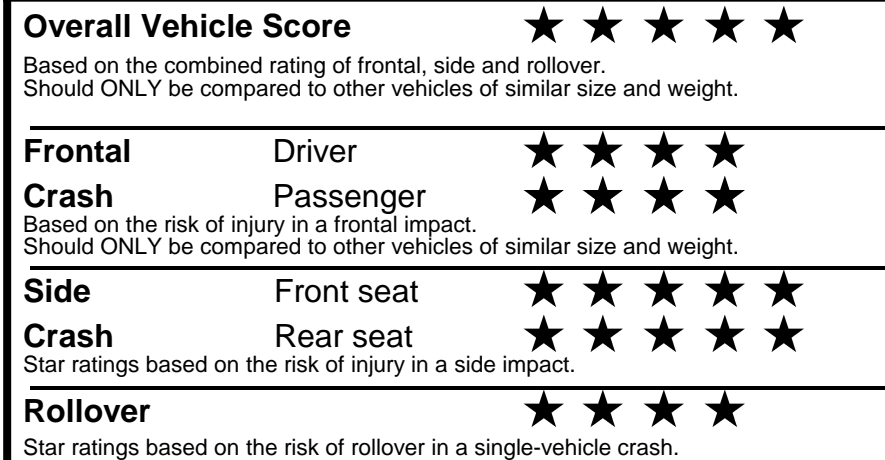 Overall Vehicle Score ★ ★ ★ ★ ★
Based on the combined rating of frontal, side and rollover.
Should ONLY be compared to other vehicles of similar size and weight.
Frontal Driver ★ ★ ★ ★
Crash Passenger ★ ★ ★ ★
Based on the risk of injury in a frontal impact.
Should ONLY be compared to other vehicles of similar size and weight.
Side Front seat ★ ★ ★ ★ ★
Crash Rear seat ★ ★ ★ ★ ★
Star ratings based on the risk of injury in a side impact.
Rollover ★ ★ ★ ★
Star ratings based on the risk of rollover in a single-vehicle crash.